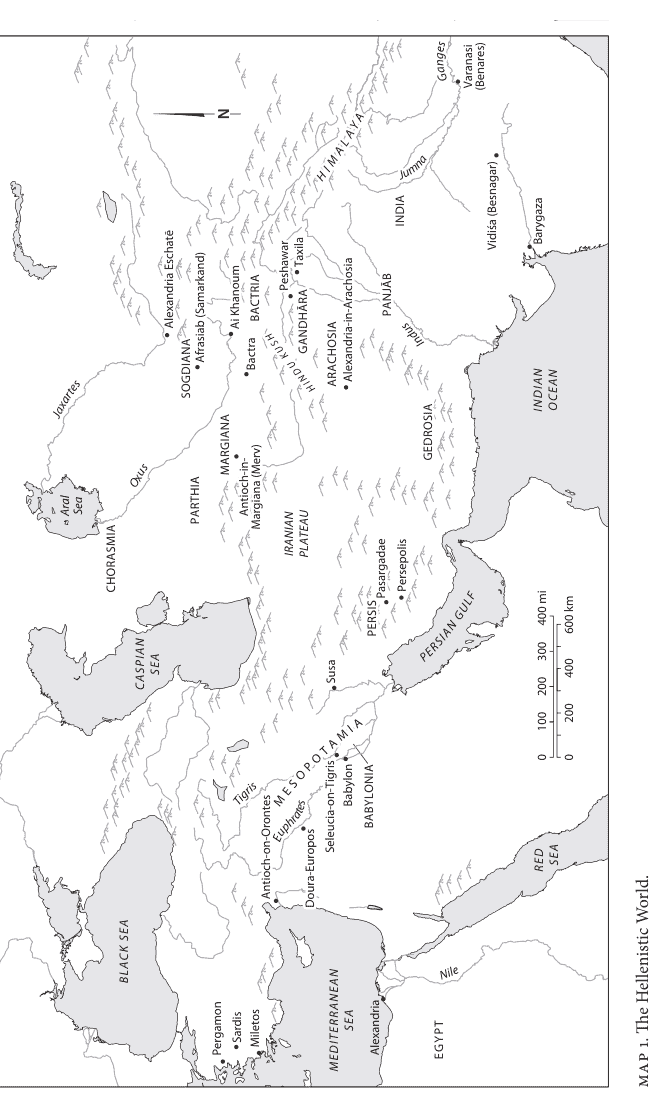 BLACK SEA
CASPIAN
SEA
Aral
Sea
Jaxartes
Oxus
CHORASMIA
Alexandria Eschatē
SOGDIANA
Afrasiab (Samarkand)
Ai Khanoum
BACTRIA
Bactra
PARTHIA
MARGIANA
Antioch-in-
Margiana (Merv)
HINDU KUSH
Peshawar
Taxila
GANDHĀRA
ARACHOSIA
Alexandria-in-Arachosia
N
HIMALAYA
Ganges
Varanasi
(Benares)
Jumna
INDIA
PANJĀB
Indus
Vidiśa (Besnagar)
Barygaza
Pergamon
Sardis
Miletos
Antioch-on-Orontes
Tigris
MESOPOTAMIA
Euphrates
Doura-Europos
Seleucia-on-Tigris
Babylon
BABYLONIA
Susa
IRANIAN
PLATEAU
PERSIS
Pasargadae
Persepolis
GEDROSIA
PERSIAN GULF
INDIAN
OCEAN
MEDITERRANEAN
SEA
Alexandria
EGYPT
Nile
RED
SEA
0 100 200 300 400 mi
0 200 400 600 km
MAP 1. The Hellenistic World.